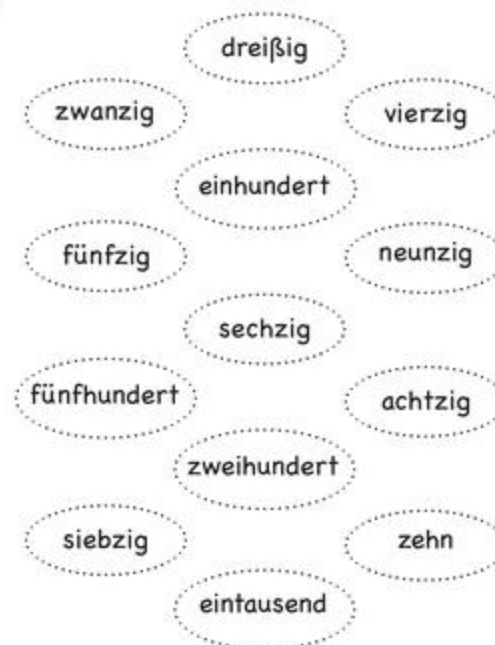 dreißig
zwanzig
vierzig
einhundert
fünfzig
neunzig
sechzig
fünfhundert
achtzig
zweihundert
siebzig
zehn
eintausend